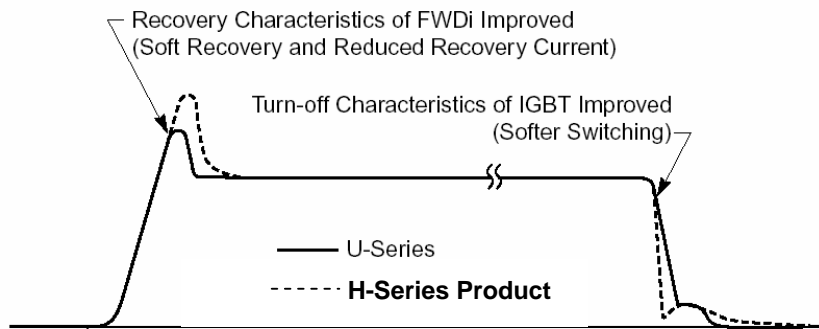 Recovery Characteristics of FWDi Improved
(Soft Recovery and Reduced Recovery Current)
Turn-off Characteristics of IGBT Improved
(Softer Switching)
U-Series
H-Series Product